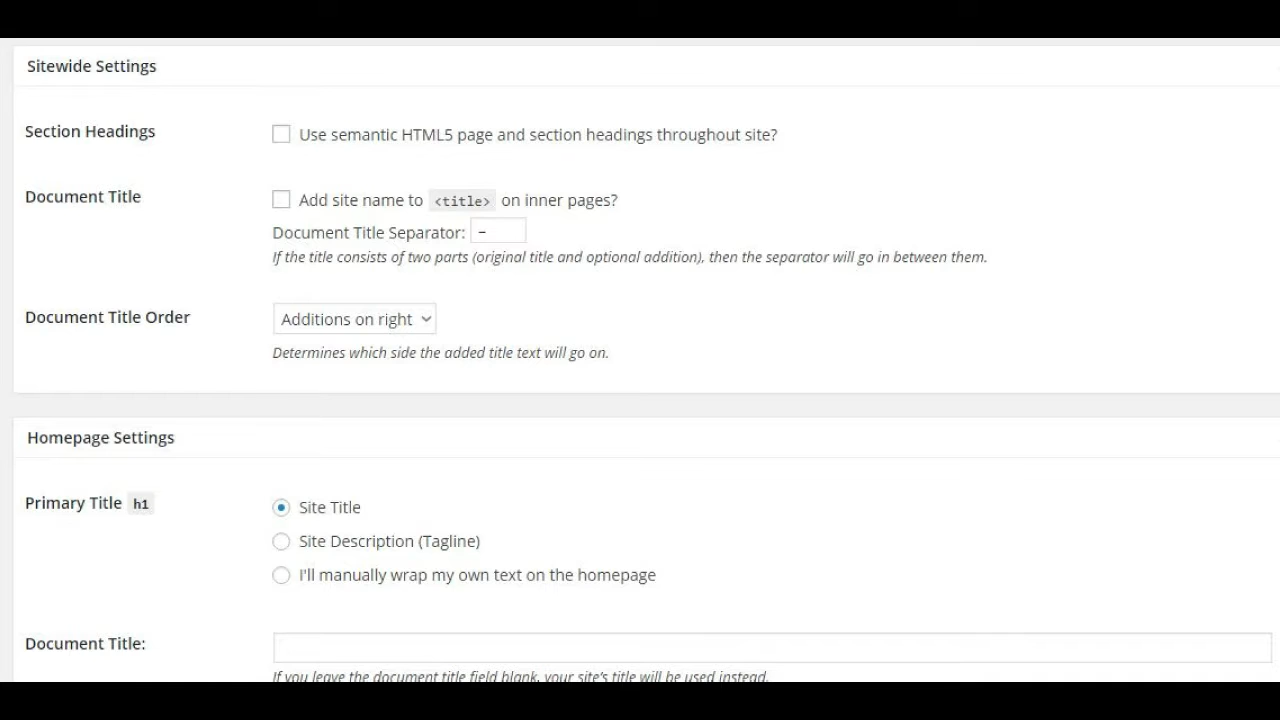 Sitewide Settings
Section Headings
Use semantic HTML5 page and section headings throughout site?
Document Title
Add site name to <title> on inner pages?
Document Title Separator: –
If the title consists of two parts (original title and optional addition), then the separator will go in between them.
Document Title Order
Additions on right
Determines which side the added title text will go on.
Homepage Settings
Primary Title h1
Site Title
Site Description (Tagline)
I'll manually wrap my own text on the homepage
Document Title:
If you leave the document title field blank, your site's title will be used instead.